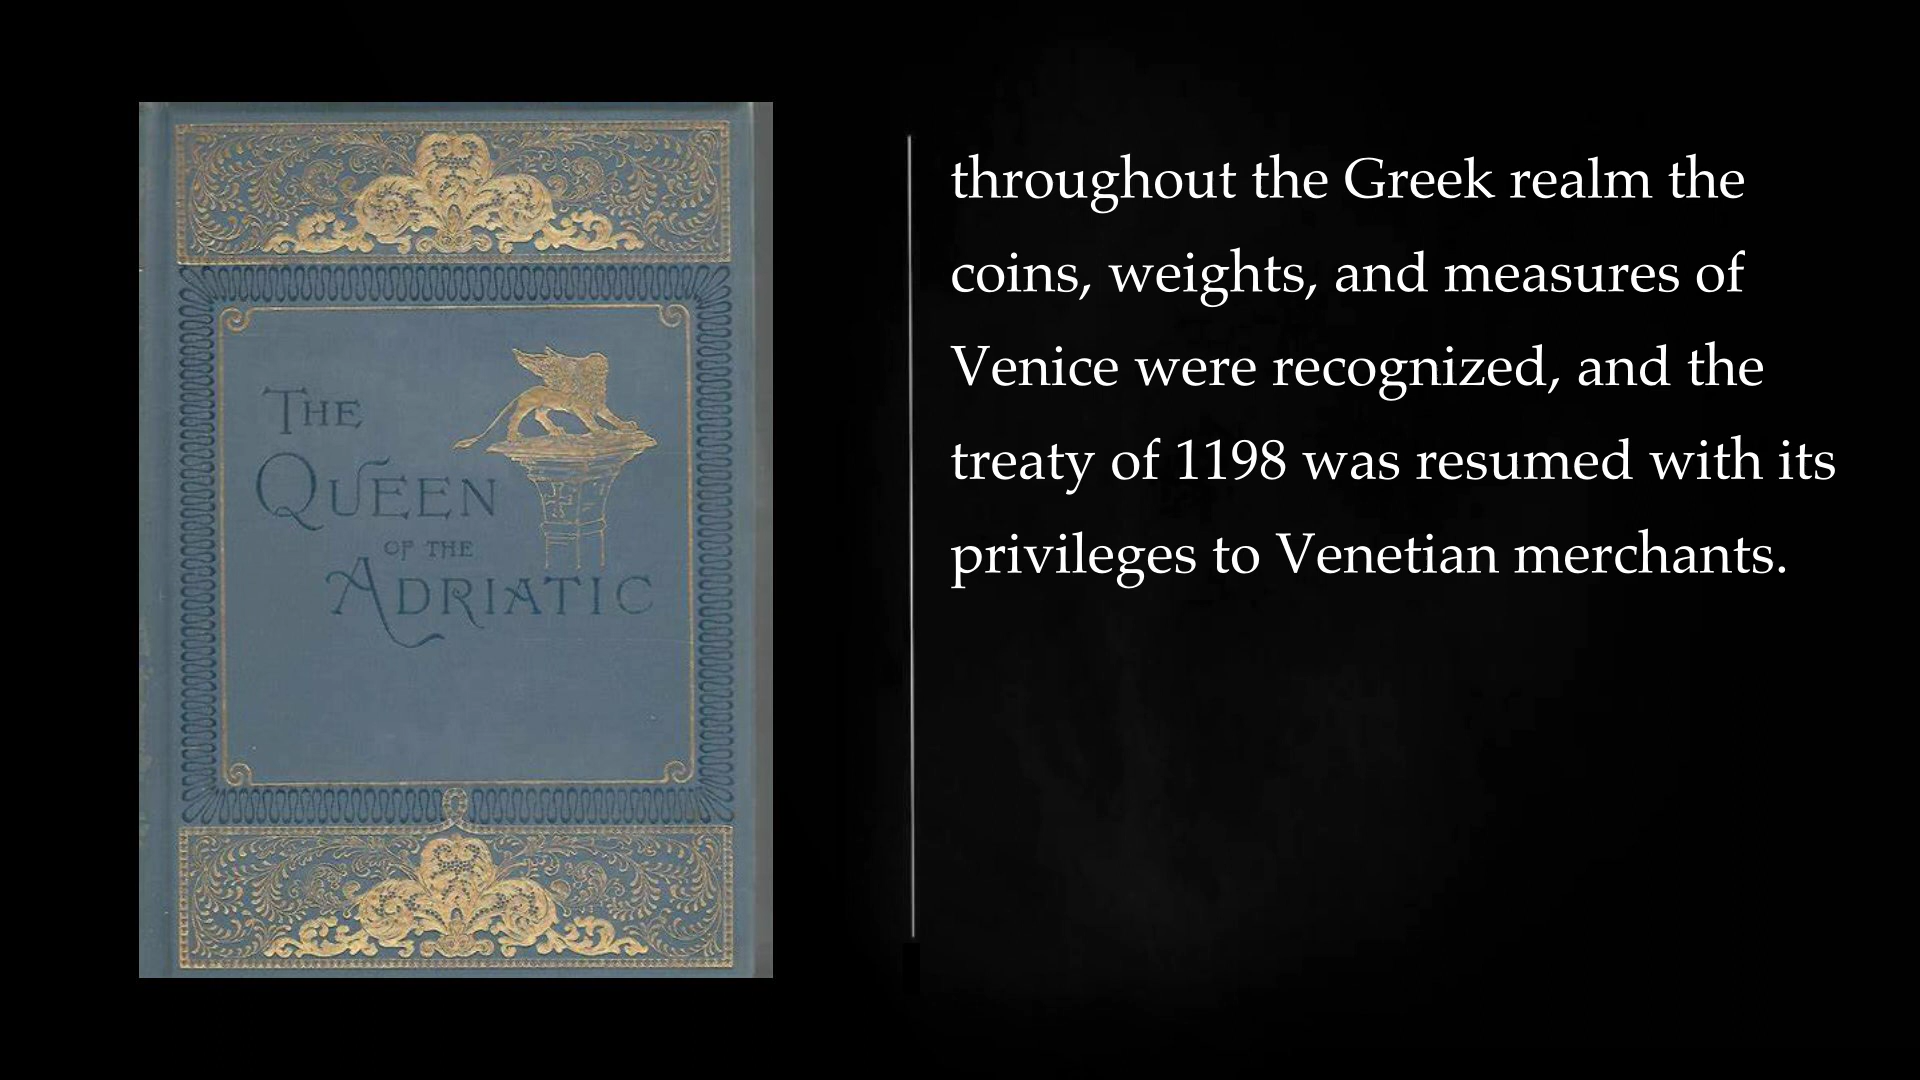 THE
QUEEN
OF THE
ADRIATIC
throughout the Greek realm the
coins, weights, and measures of
Venice were recognized, and the
treaty of 1198 was resumed with its
privileges to Venetian merchants.